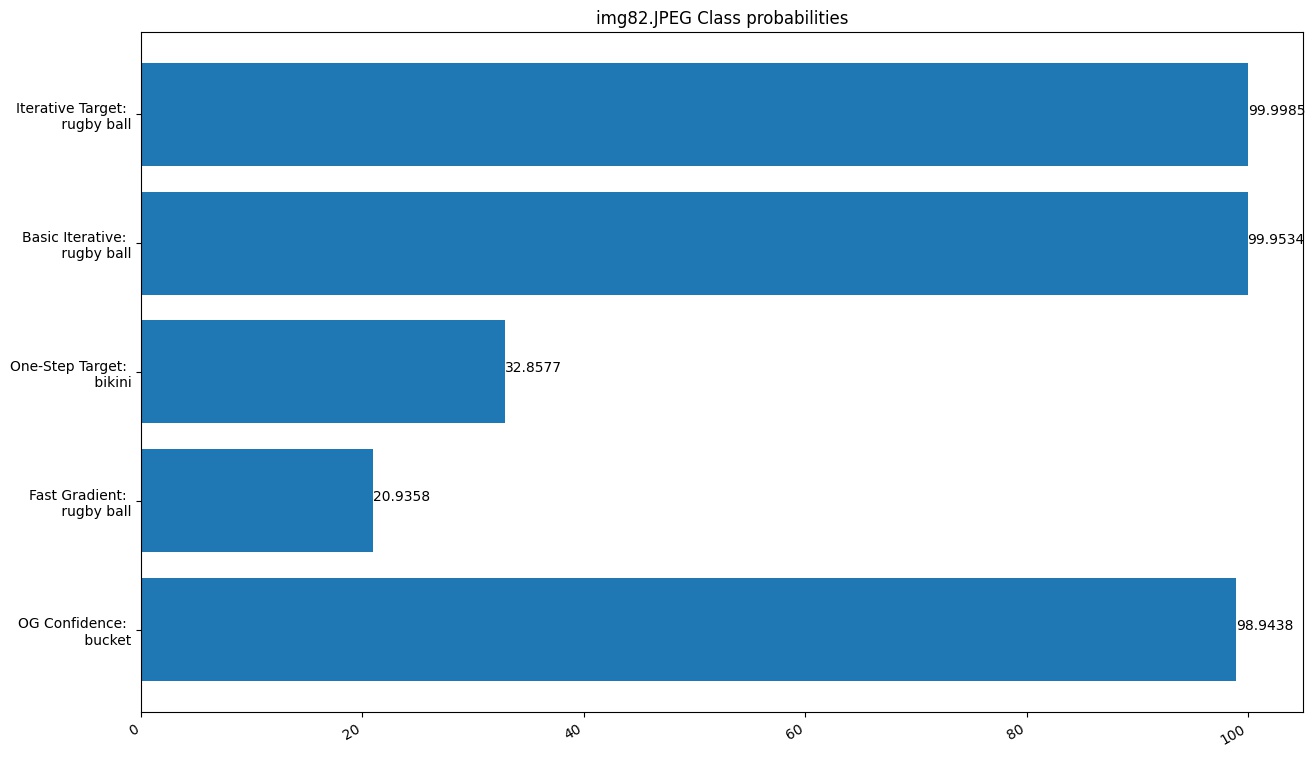 img82.JPEG Class probabilities
Iterative Target:
rugby ball
99.9985
Basic Iterative:
rugby ball
99.9534
One-Step Target:
bikini
32.8577
Fast Gradient:
rugby ball
20.9358
OG Confidence:
bucket
98.9438
0
20
40
60
80
100